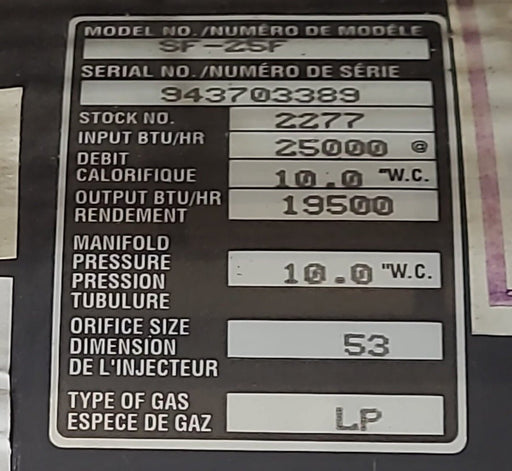 MODEL NO./NUMÉRO DE MODÈLE
SF-25F
SERIAL NO./NUMÉRO DE SÉRIE
943703389
STOCK NO. 2277
INPUT BTU/HR 25000 @
DEBIT
CALORIFIQUE 10.0 "W.C.
OUTPUT BTU/HR 19500
RENDEMENT
MANIFOLD
PRESSURE 10.0 "W.C.
PRESSION
TUBULURE
ORIFICE SIZE
DIMENSION 53
DE L'INJECTEUR
TYPE OF GAS LP
ESPECE DE GAZ